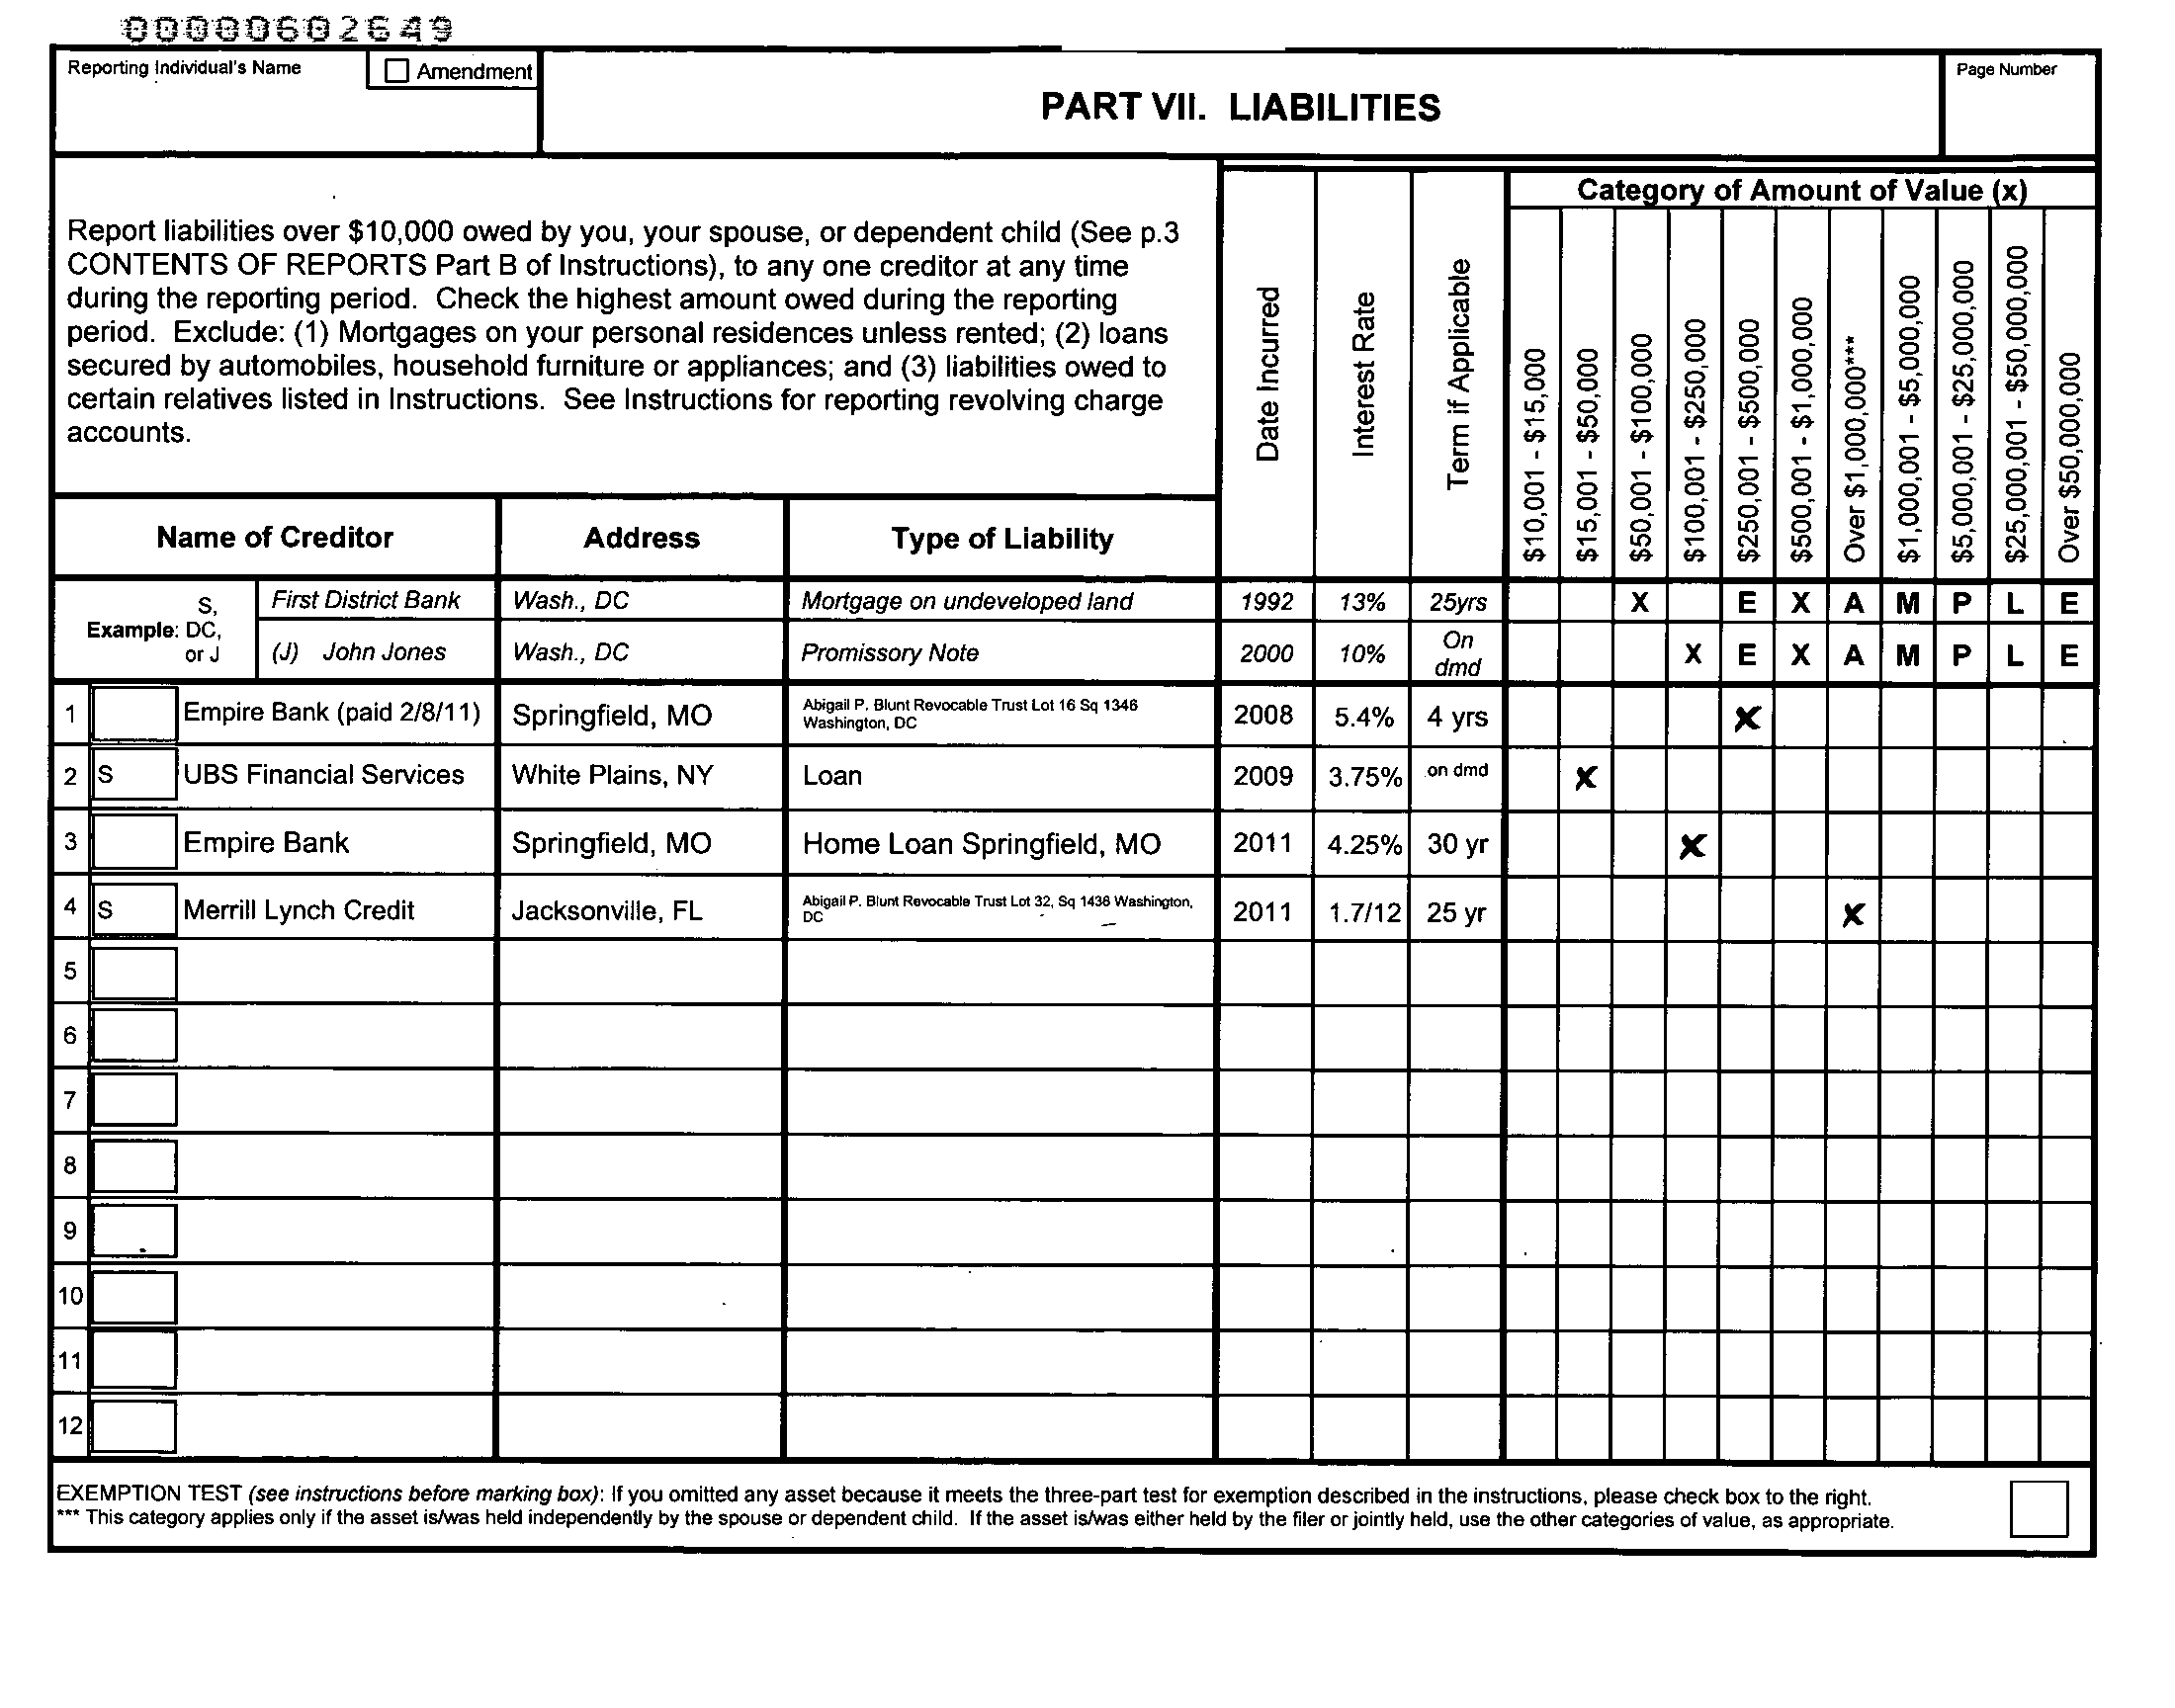 00000602649
Reporting Individual's Name
Amendment
PART VII. LIABILITIES
Page Number
Report liabilities over $10,000 owed by you, your spouse, or dependent child (See p.3
CONTENTS OF REPORTS Part B of Instructions), to any one creditor at any time
during the reporting period. Check the highest amount owed during the reporting
period. Exclude: (1) Mortgages on your personal residences unless rented; (2) loans
secured by automobiles, household furniture or appliances; and (3) liabilities owed to
certain relatives listed in Instructions. See Instructions for reporting revolving charge
accounts.
Date Incurred
Interest Rate
Term if Applicable
Category of Amount of Value (x)
$10,001 - $15,000
$15,001 - $50,000
$50,001 - $100,000
$100,001 - $250,000
$250,001 - $500,000
$500,001 - $1,000,000
Over $1,000,000***
$1,000,001 - $5,000,000
$5,000,001 - $25,000,000
$25,000,001 - $50,000,000
Over $50,000,000
Name of Creditor Address Type of Liability
Example: S, DC, or J
First District Bank Wash., DC Mortgage on undeveloped land 1992 13% 25yrs X E X A M P L E
(J) John Jones Wash., DC Promissory Note 2000 10% On dmd X E X A M P L E
1 Empire Bank (paid 2/8/11) Springfield, MO Abigail P. Blunt Revocable Trust Lot 16 Sq 1346 Washington, DC 2008 5.4% 4 yrs X
2 S UBS Financial Services White Plains, NY Loan 2009 3.75% on dmd X
3 Empire Bank Springfield, MO Home Loan Springfield, MO 2011 4.25% 30 yr X
4 S Merrill Lynch Credit Jacksonville, FL Abigail P. Blunt Revocable Trust Lot 32, Sq 1436 Washington, DC 2011 1.7/12 25 yr X
5
6
7
8
9
10
11
12
EXEMPTION TEST (see instructions before marking box): If you omitted any asset because it meets the three-part test for exemption described in the instructions, please check box to the right.
*** This category applies only if the asset is/was held independently by the spouse or dependent child. If the asset is/was either held by the filer or jointly held, use the other categories of value, as appropriate.